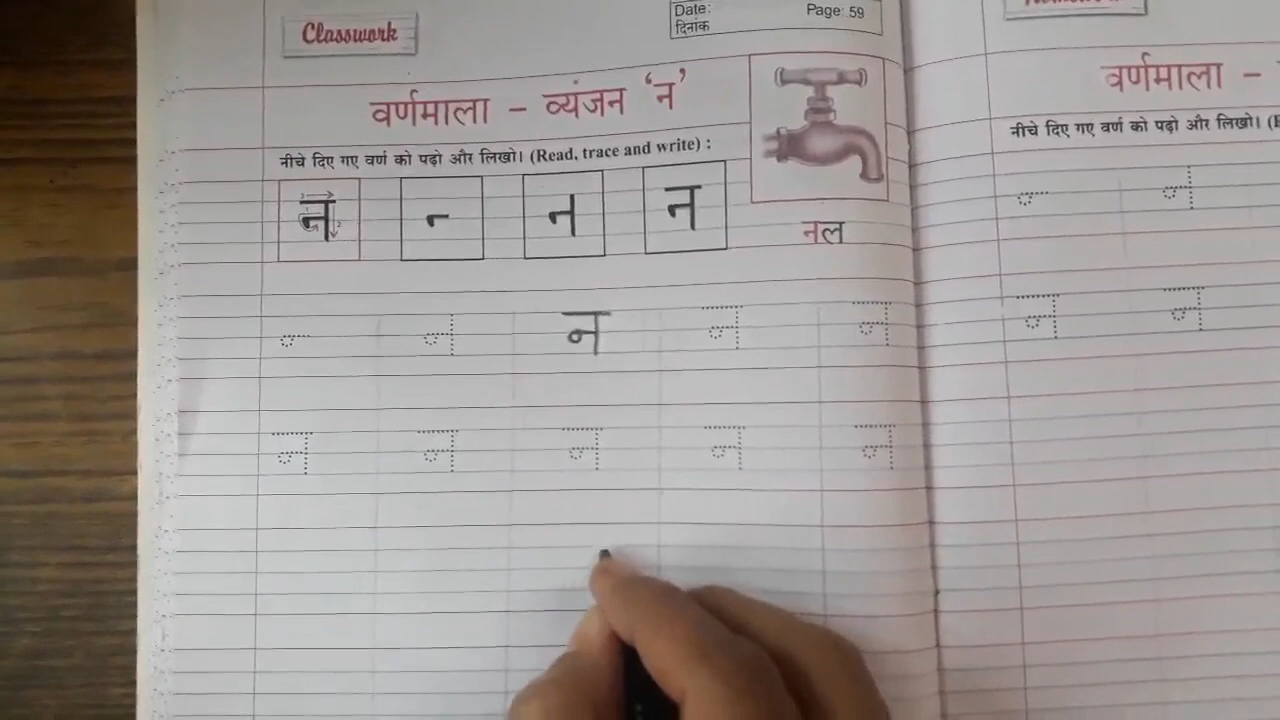 Classwork
Date:
दिनांक
Page: 59
वर्णमाला – व्यंजन ‘न’
नीचे दिए गए वर्ण को पढ़ो और लिखो। (Read, trace and write) :
न न न
नल
न न न न
न न न न न
वर्णमाला –
नीचे दिए गए वर्ण को पढ़ो और लिखो।
न
न न